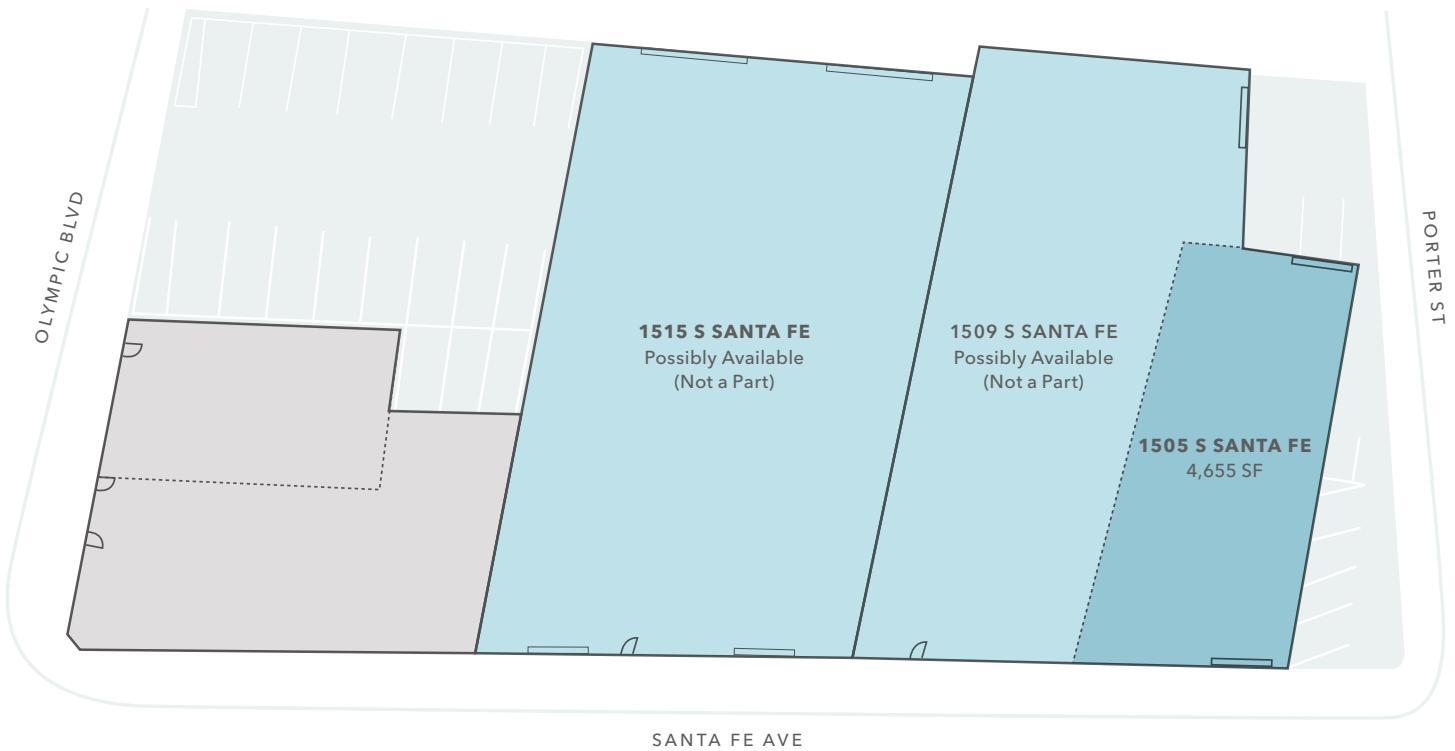 OLYMPIC BLVD
1515 S SANTA FE
Possibly Available
(Not a Part)
1509 S SANTA FE
Possibly Available
(Not a Part)
1505 S SANTA FE
4,655 SF
PORTER ST
SANTA FE AVE